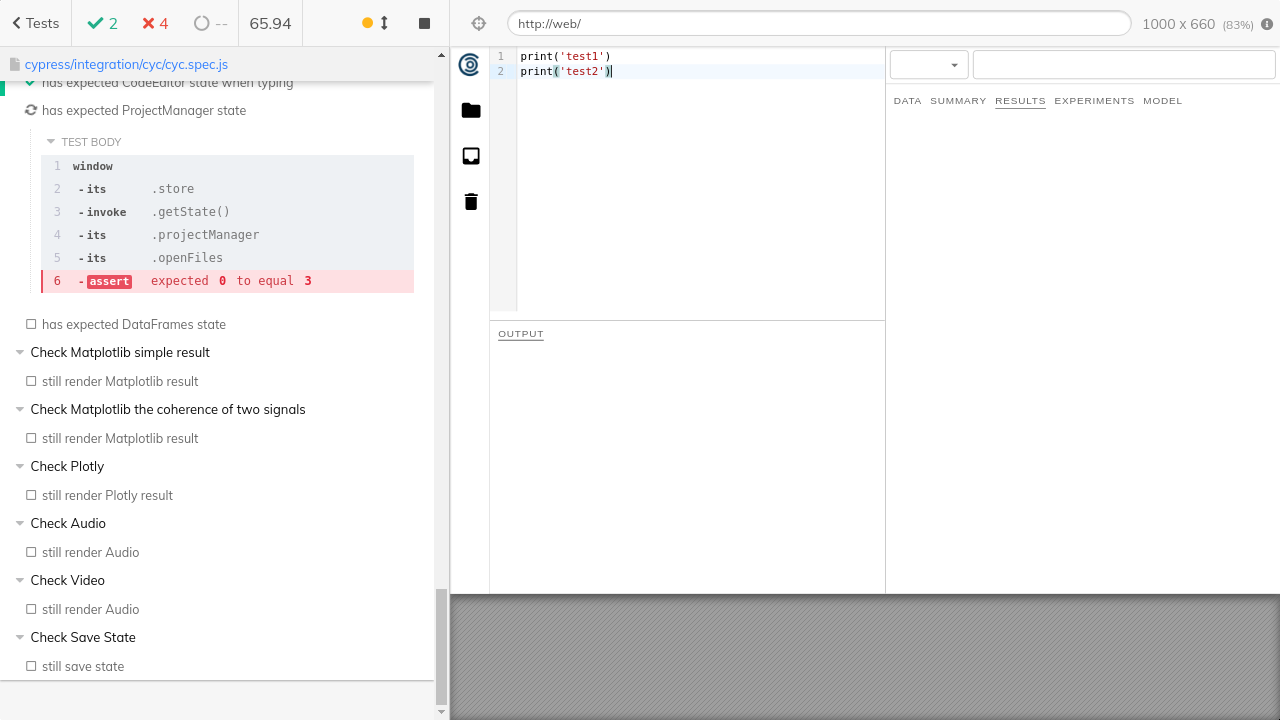 Tests
2
4
--
65.94
http://web/
1000 x 660 (83%)
cypress/integration/cyc/cyc.spec.js
has expected CodeEditor state when typing
has expected ProjectManager state
TEST BODY
1 window
2 - its .store
3 - invoke .getState()
4 - its .projectManager
5 - its .openFiles
6 - assert expected 0 to equal 3
has expected DataFrames state
Check Matplotlib simple result
still render Matplotlib result
Check Matplotlib the coherence of two signals
still render Matplotlib result
Check Plotly
still render Plotly result
Check Audio
still render Audio
Check Video
still render Audio
Check Save State
still save state
1 print('test1')
2 print('test2')
OUTPUT
DATA SUMMARY RESULTS EXPERIMENTS MODEL